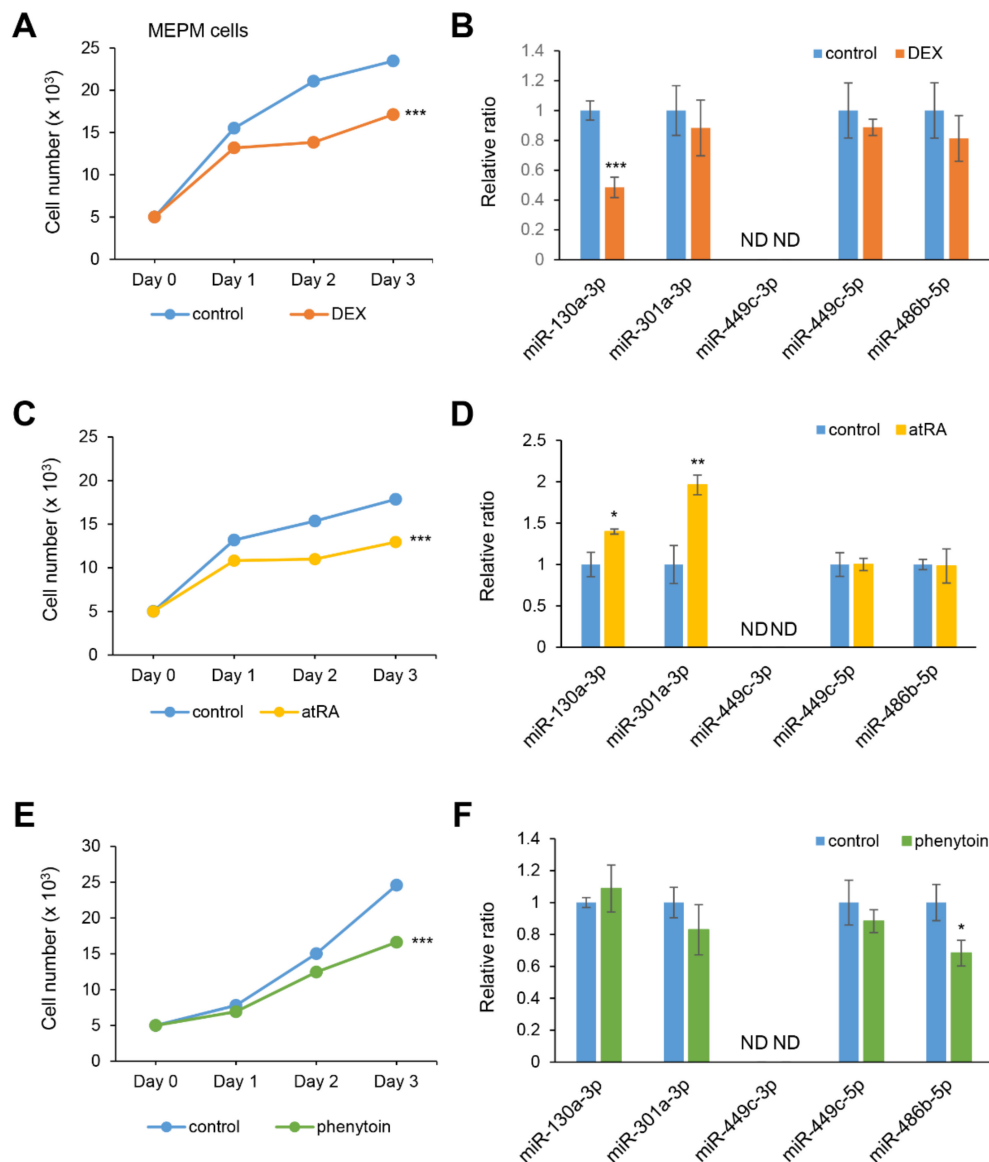 A
MEPM cells
Cell number (x 10³)
25
20
15
10
5
0
***
Day 0 Day 1 Day 2 Day 3
control DEX
B
control DEX
Relative ratio
1.4
1.2
1
0.8
0.6
0.4
0.2
0
***
ND ND
miR-130a-3p
miR-301a-3p
miR-449c-3p
miR-449c-5p
miR-486b-5p
C
Cell number (x 10³)
25
20
15
10
5
0
***
Day 0 Day 1 Day 2 Day 3
control atRA
D
control atRA
Relative ratio
2.5
2
1.5
1
0.5
0
*
**
ND ND
miR-130a-3p
miR-301a-3p
miR-449c-3p
miR-449c-5p
miR-486b-5p
E
Cell number (x 10³)
30
25
20
15
10
5
0
***
Day 0 Day 1 Day 2 Day 3
control phenytoin
F
control phenytoin
Relative ratio
1.4
1.2
1
0.8
0.6
0.4
0.2
0
*
ND ND
miR-130a-3p
miR-301a-3p
miR-449c-3p
miR-449c-5p
miR-486b-5p